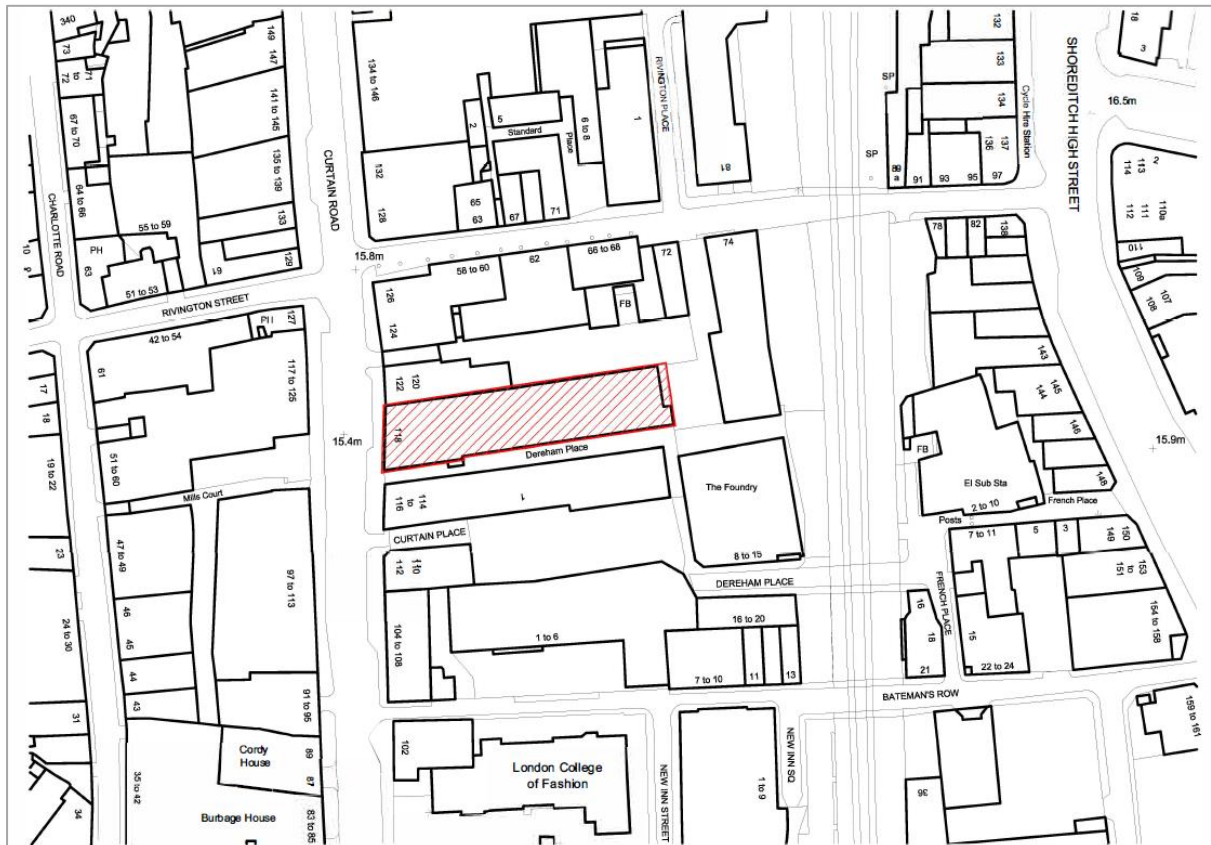 340
73
71
to
72
67 to 70
64 to 66
PH
63
51 to 53
55 to 59
149
147
141 to 145
135 to 139
133
129
61
CHARLOTTE ROAD
10
CURTAIN ROAD
RIVINGTON STREET
134 to 146
132
128
2
5
Standard
Place
6 to 8
1
65
63
67
71
RIVINGTON PLACE
81
SP
SP
89
a
91
93
95
97
132
133
134
136
137
Cycle Hire Station
SHOREDITCH HIGH STREET
18
3
16.5m
2
113
114
110a
111
112
110
109
108
107
15.8m
126
124
58 to 60
62
66 to 68
72
74
FB
78
82
138
42 to 54
127
61
117 to 125
122
120
118
15.4m
Dereham Place
143
145
144
146
148
15.9m
FB
El Sub Sta
2 to 10
French Place
Posts
17
18
19 to 22
51 to 60
Mills Court
116
to
114
1
CURTAIN PLACE
The Foundry
8 to 15
DEREHAM PLACE
7 to 11
5
3
149
150
151
to
153
154 to 158
FRENCH PLACE
16
18
21
15
22 to 24
23
47 to 49
97 to 113
112
110
104 to 108
1 to 6
16 to 20
7 to 10
11
13
24 to 30
46
45
44
43
91 to 95
BATEMAN'S ROW
159 to 161
31
34
35 to 42
Cordy
House
89
87
83 to 85
Burbage House
102
London College
of Fashion
NEW INN STREET
1 to 9
NEW INN SQ
36